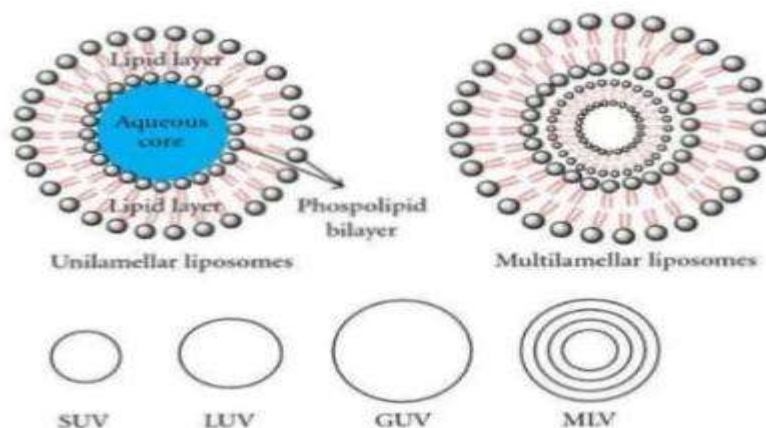 Lipid layer
Aqueous
core
Lipid layer
Phospolipid
bilayer
Unilamellar liposomes
Multilamellar liposomes
SUV LUV GUV MLV